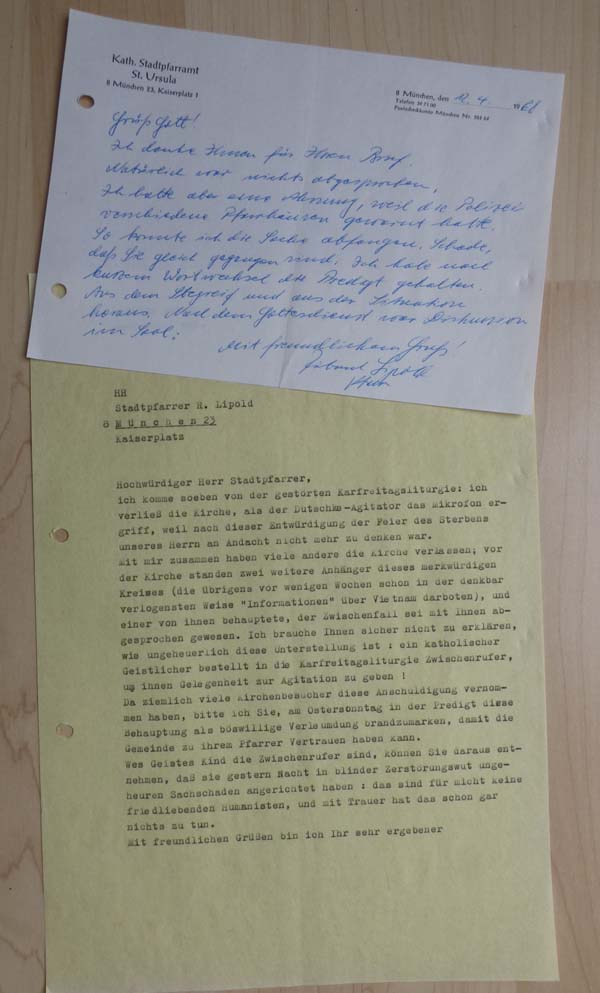 Kath. Stadtpfarramt
St. Ursula
8 München 23, Kaiserplatz 1
8 München, den 12. 4. 1968
Telefon 34 71 00
Postscheckkonto München Nr.
Grüß Gott!
Ich danke Ihnen für Ihren Brief.
Natürlich war nichts abgesprochen,
Ich hatte aber eine Ahnung, weil die Polizei
verschiedene Pfarrhäuser gewarnt hatte.
So konnte ich die Sache abfangen. Schade,
daß Sie gleich gegangen sind. Ich habe nach
kurzem Wortwechsel die Predigt gehalten.
Aus dem Stegreif und aus der Situation
heraus. Nach dem Gottesdienst war Diskussion
im Saal.
Mit freundlichem Gruß!
Lipold
HH
Stadtpfarrer H. Lipold
8 M ü n c h e n 23
Kaiserplatz
Hochwürdiger Herr Stadtpfarrer,
ich komme soeben von der gestörten Karfreitagsliturgie: ich
verließ die Kirche, als der Dutschke-Agitator das Mikrofon er-
griff, weil nach dieser Entwürdigung der Feier des Sterbens
unseres Herrn an Andacht nicht mehr zu denken war.
Mit mir zusammen haben viele andere die Kirche verlassen; vor
der Kirche standen zwei weitere Anhänger dieses merkwürdigen
Kreises (die übrigens vor wenigen Wochen schon in der denkbar
verlogensten Weise "Informationen" über Vietnam darboten), und
einer von ihnen behauptete, der Zwischenfall sei mit Ihnen ab-
gesprochen gewesen. Ich brauche Ihnen sicher nicht zu erklären,
wie ungeheuerlich diese Unterstellung ist : ein katholischer
Geistlicher bestellt in die Karfreitagsliturgie Zwischenrufer,
um ihnen Gelegenheit zur Agitation zu geben !
Da ziemlich viele Kirchenbesucher diese Anschuldigung vernom-
men haben, bitte ich Sie, am Ostersonntag in der Predigt diese
Behauptung als böswillige Verleumdung brandzumarken, damit die
Gemeinde zu ihrem Pfarrer Vertrauen haben kann.
Wes Geistes Kind die Zwischenrufer sind, können Sie daraus ent-
nehmen, daß sie gestern Nacht in blinder Zerstörungswut unge-
heuren Sachschaden angerichtet haben : das sind für micht keine
friedliebenden Humanisten, und mit Trauer hat das schon gar
nichts zu tun.
Mit freundlichen Grüßen bin ich Ihr sehr ergebener